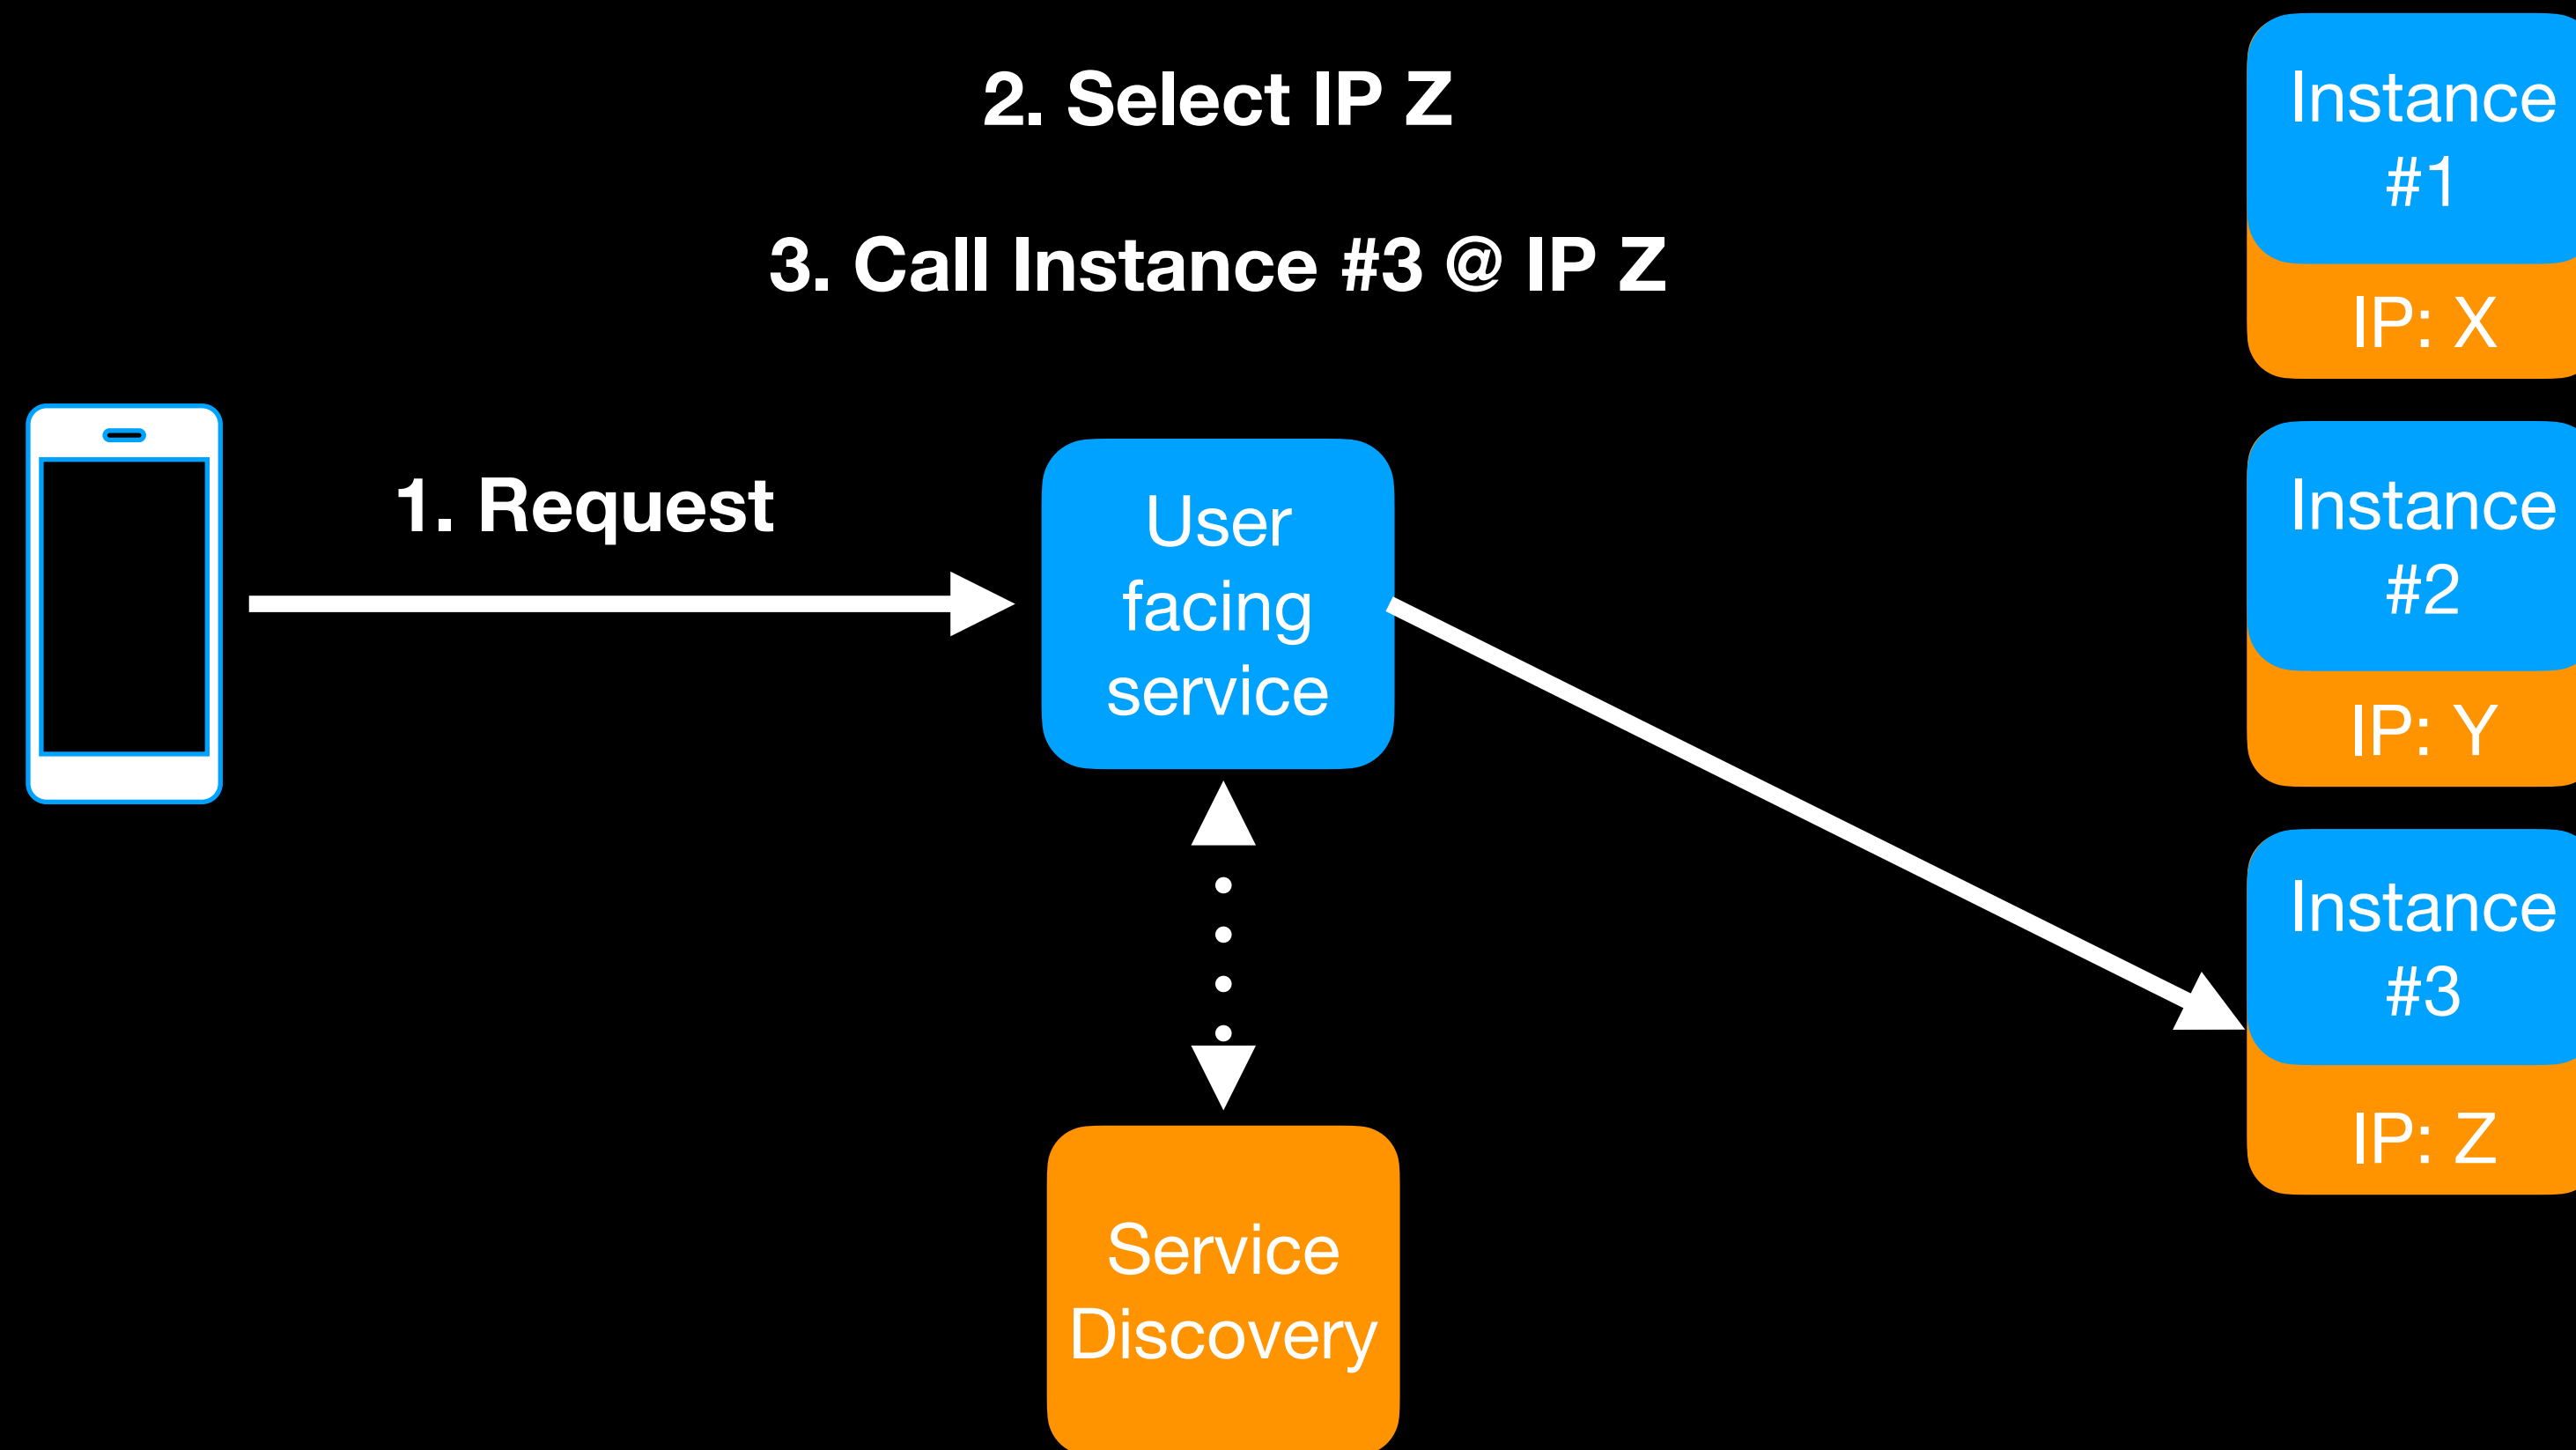 2. Select IP Z
3. Call Instance #3 @ IP Z
1. Request
User
facing
service
Service
Discovery
Instance
#1
IP: X
Instance
#2
IP: Y
Instance
#3
IP: Z